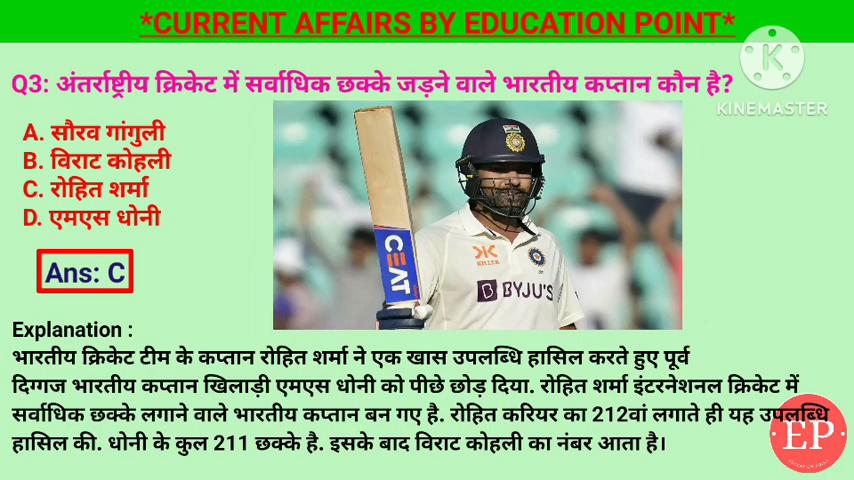 *CURRENT AFFAIRS BY EDUCATION POINT*
K
KINEMASTER
Q3: अंतर्राष्ट्रीय क्रिकेट में सर्वाधिक छक्के जड़ने वाले भारतीय कप्तान कौन है?
A. सौरव गांगुली
B. विराट कोहली
C. रोहित शर्मा
D. एमएस धोनी
Ans: C
CEAT
KILLER
BYJU'S
Explanation :
भारतीय क्रिकेट टीम के कप्तान रोहित शर्मा ने एक खास उपलब्धि हासिल करते हुए पूर्व
दिग्गज भारतीय कप्तान खिलाड़ी एमएस धोनी को पीछे छोड़ दिया. रोहित शर्मा इंटरनेशनल क्रिकेट में
सर्वाधिक छक्के लगाने वाले भारतीय कप्तान बन गए है. रोहित करियर का 212वां लगाते ही यह उपलब्धि
हासिल की. धोनी के कुल 211 छक्के है. इसके बाद विराट कोहली का नंबर आता है।
EP